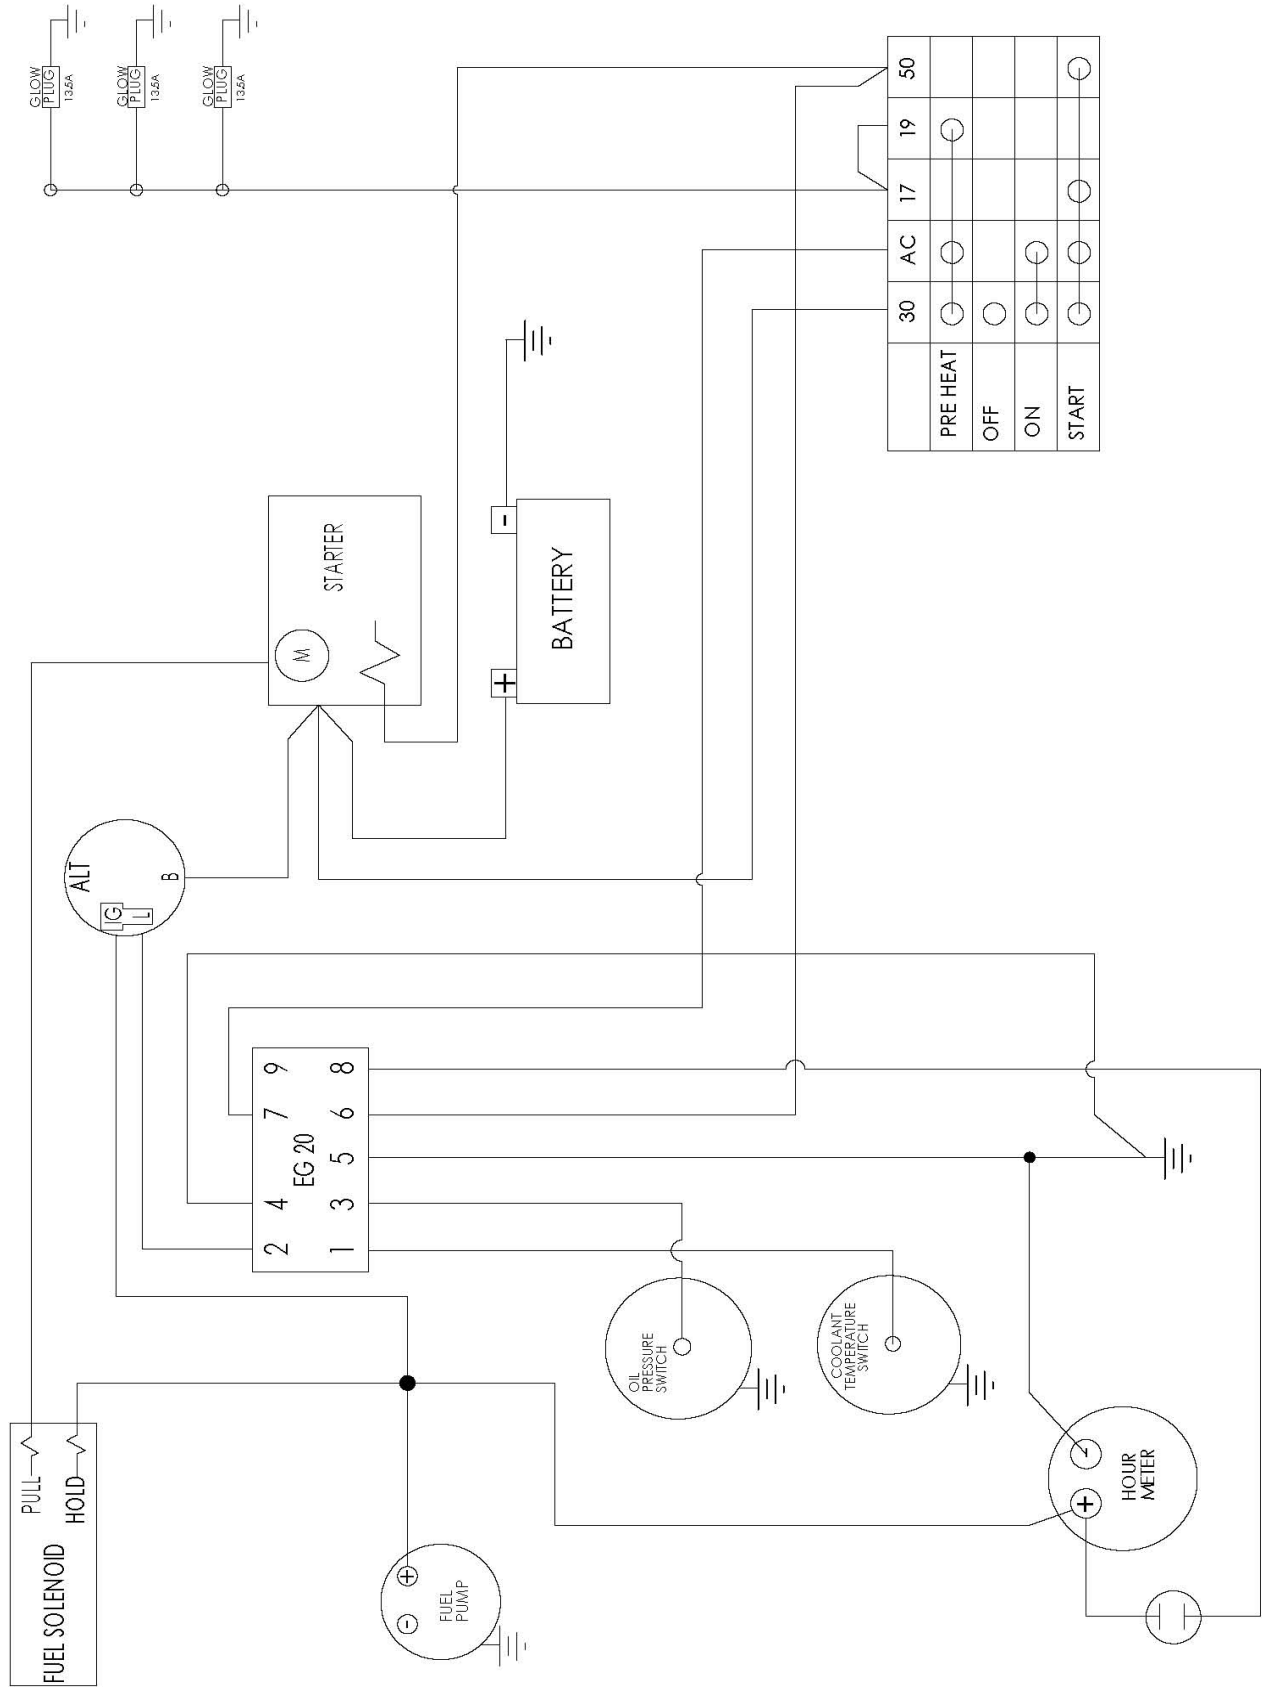 GLOW
PLUG
13.5A
GLOW
PLUG
13.5A
GLOW
PLUG
13.5A
50
19
17
AC
30
PRE HEAT
OFF
ON
START
STARTER
M
-
+
BATTERY
ALT
IG
L
B
9
7
4
2
EG 20
8
6
5
3
1
PULL
HOLD
FUEL SOLENOID
OIL
PRESSURE
SWITCH
COOLANT
TEMPERATURE
SWITCH
-
+
HOUR
METER
+
-
FUEL
PUMP